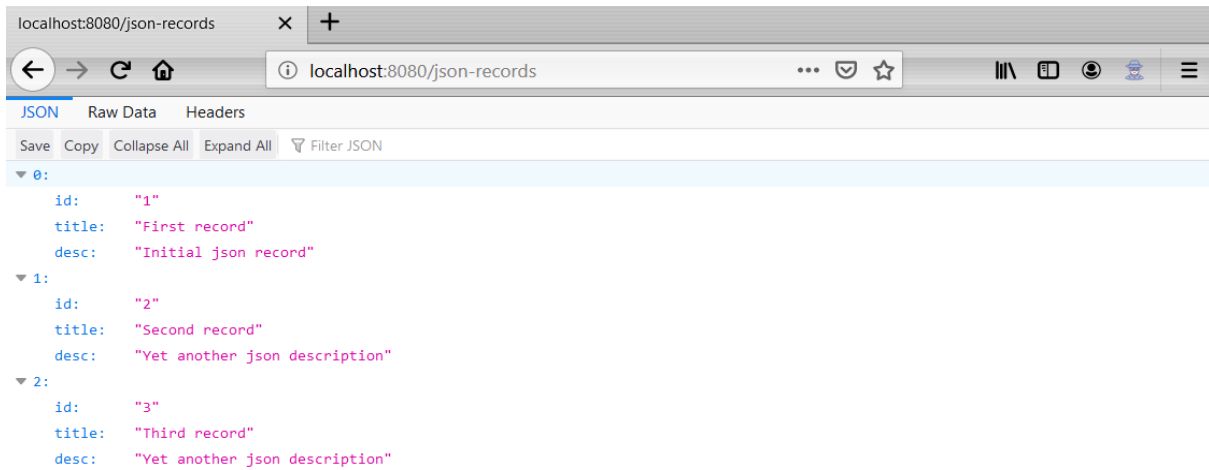 localhost:8080/json-records
localhost:8080/json-records
JSON Raw Data Headers
Save Copy Collapse All Expand All Filter JSON
0:
id: "1"
title: "First record"
desc: "Initial json record"
1:
id: "2"
title: "Second record"
desc: "Yet another json description"
2:
id: "3"
title: "Third record"
desc: "Yet another json description"